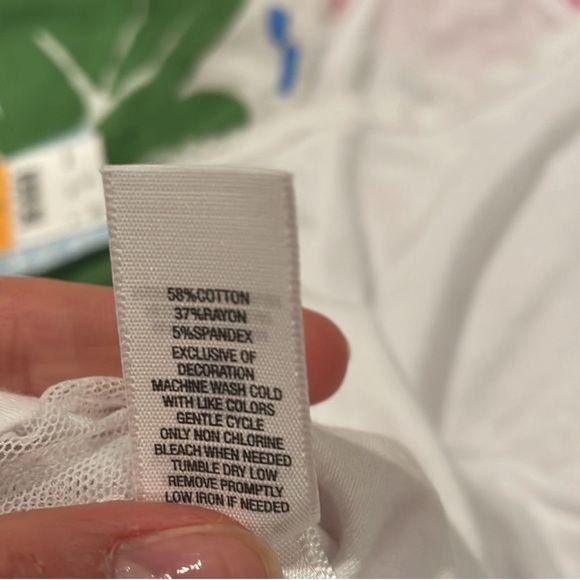 58%COTTON
37%RAYON
5%SPANDEX
EXCLUSIVE OF
DECORATION
MACHINE WASH COLD
WITH LIKE COLORS
GENTLE CYCLE
ONLY NON CHLORINE
BLEACH WHEN NEEDED
TUMBLE DRY LOW
REMOVE PROMPTLY
LOW IRON IF NEEDED